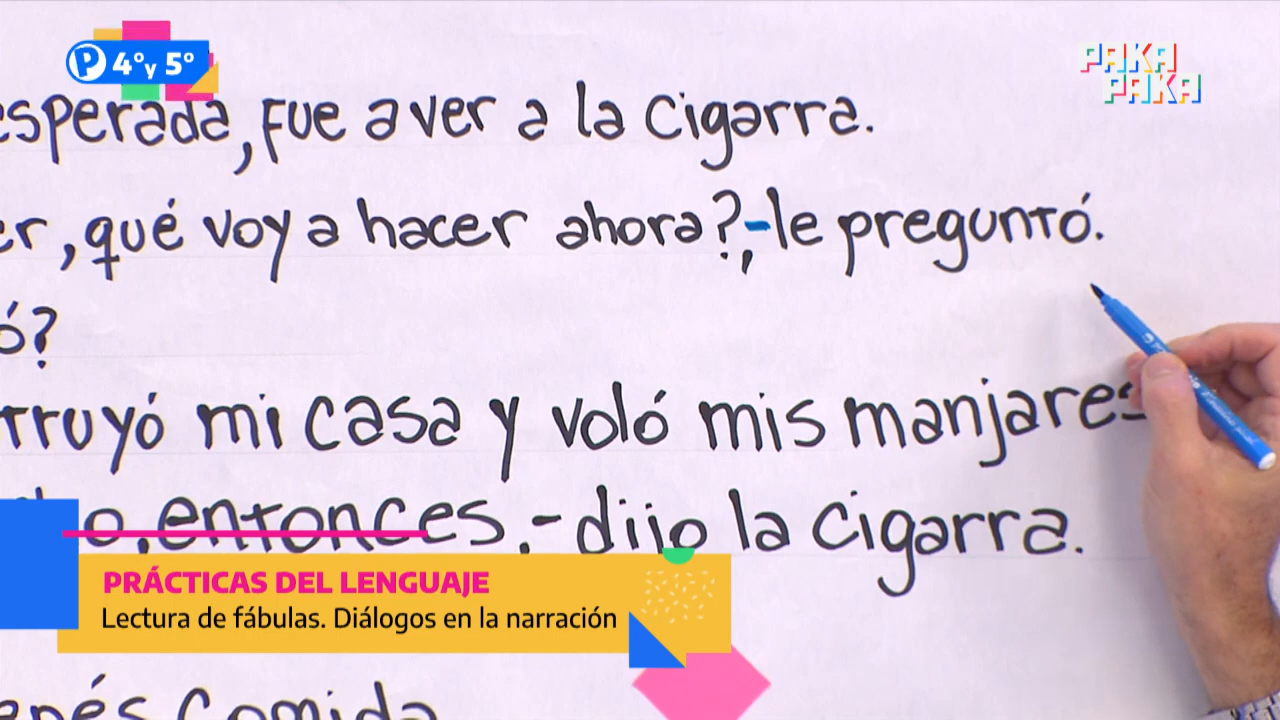 P 4° y 5°
PAKA
PAKA
esperada, fue a ver a la cigarra.
er, qué voy a hacer ahora?,-le preguntó.
ó?
truyó mi casa y voló mis manjares
o, entonces.-dijo la cigarra.
PRÁCTICAS DEL LENGUAJE
Lectura de fábulas. Diálogos en la narración
enés comida